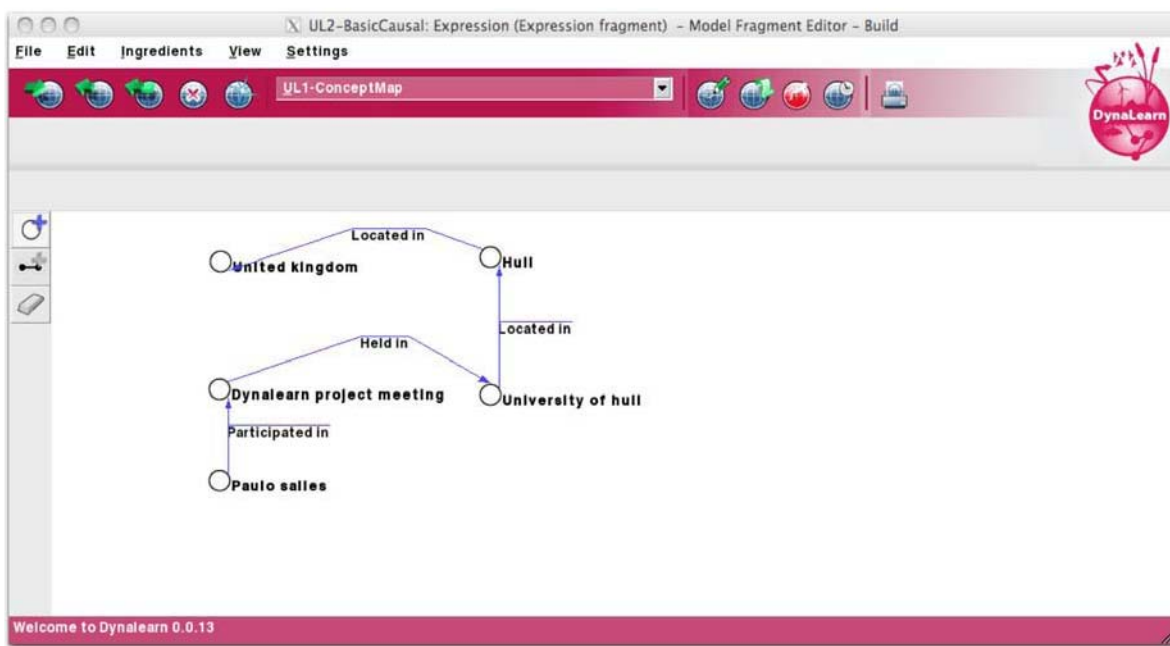 UL2-BasicCausal: Expression (Expression fragment) - Model Fragment Editor - Build
File Edit Ingredients View Settings
UL1-ConceptMap
DynaLearn
Located in
United kingdom
Hull
Located in
Held in
Dynalearn project meeting
University of hull
Participated in
Paulo salles
Welcome to Dynalearn 0.0.13